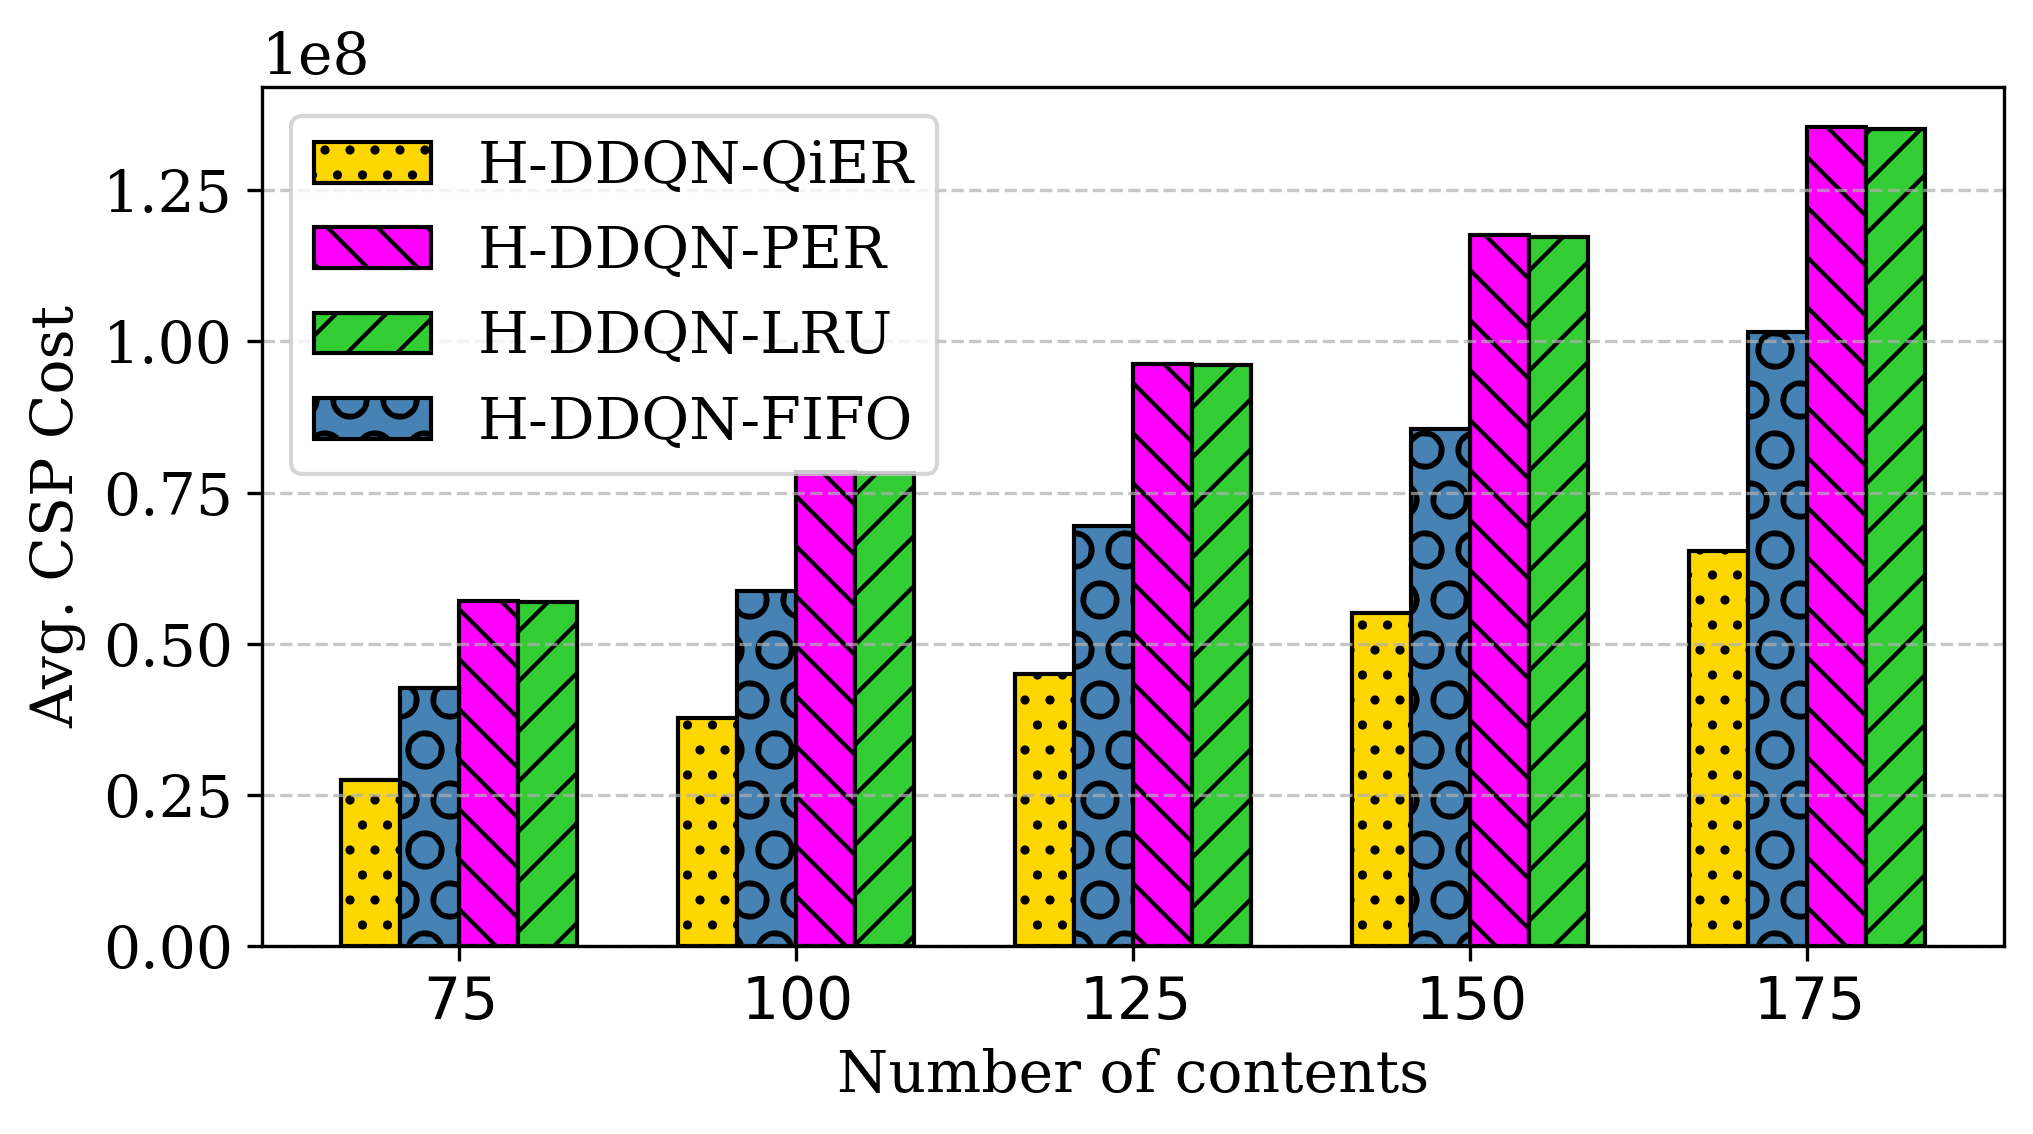 1e8
H-DDQN-QiER
H-DDQN-PER
H-DDQN-LRU
H-DDQN-FIFO
Avg. CSP Cost
1.25
1.00
0.75
0.50
0.25
0.00
75 100 125 150 175
Number of contents